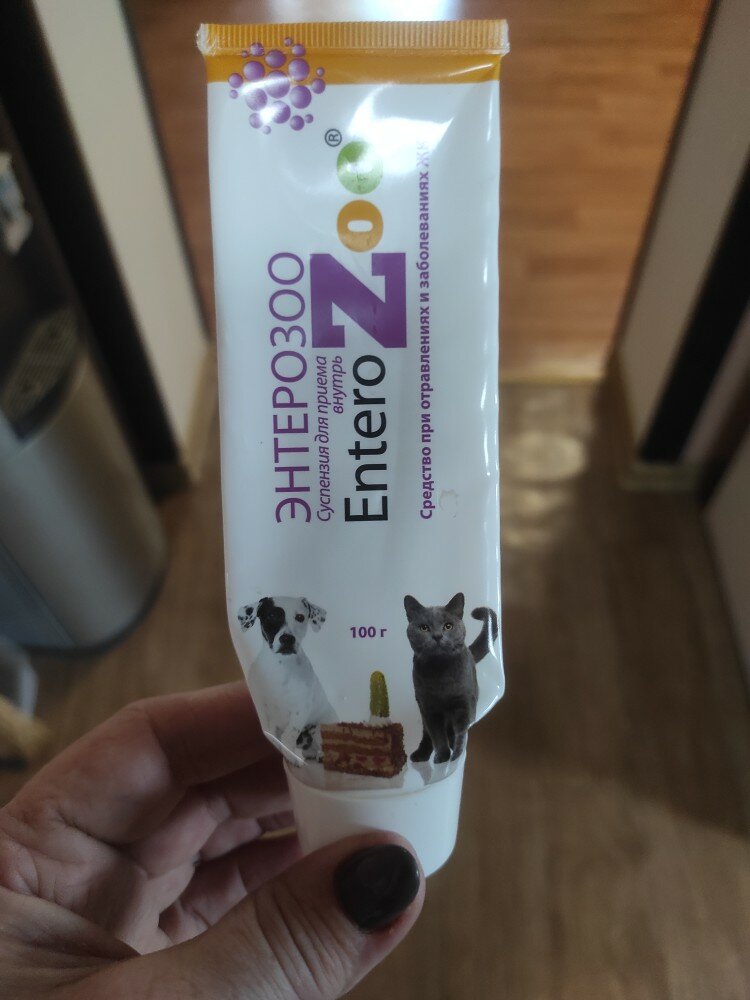 ЭНТЕРОЗОО
Суспензия для приема
внутрь
EnteroZoo®
Средство при отравлениях и заболеваниях
100 г